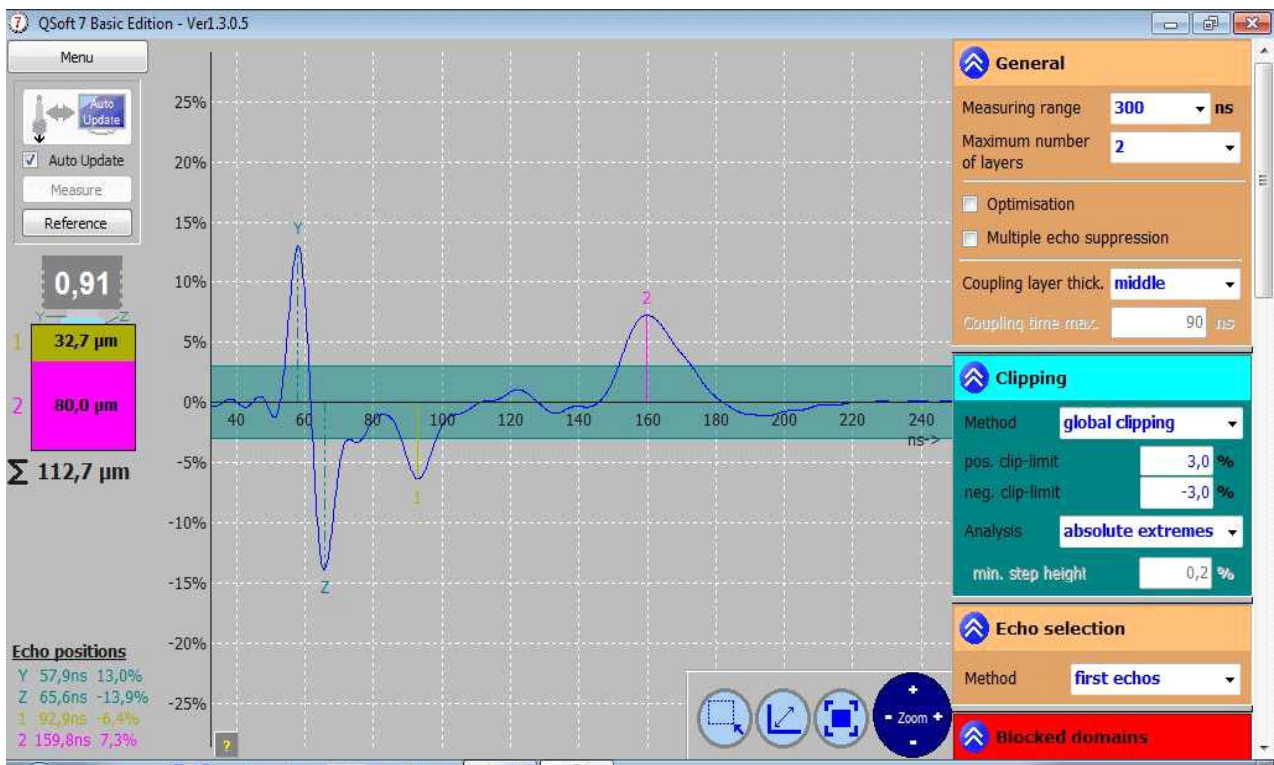 7 QSoft 7 Basic Edition - Ver1.3.0.5
Menu
Auto
Update
Auto Update
Measure
Reference
0,91
Y Z
1 32,7 µm
2 80,0 µm
Σ 112,7 µm
Echo positions
Y 57,9ns 13,0%
Z 65,6ns -13,9%
1 92,9ns -6,4%
2 159,8ns 7,3%
25%
20%
15%
10%
5%
0%
-5%
-10%
-15%
-20%
-25%
40 60 80 100 120 140 160 180 200 220 240
ns->
Y
Z
1
2
?
+
- Zoom +
-
General
Measuring range 300 ns
Maximum number
of layers 2
Optimisation
Multiple echo suppression
Coupling layer thick. middle
Coupling time max. 90 ns
Clipping
Method global clipping
pos. clip-limit 3,0 %
neg. clip-limit -3,0 %
Analysis absolute extremes
min. step height 0,2 %
Echo selection
Method first echos
Blocked domains